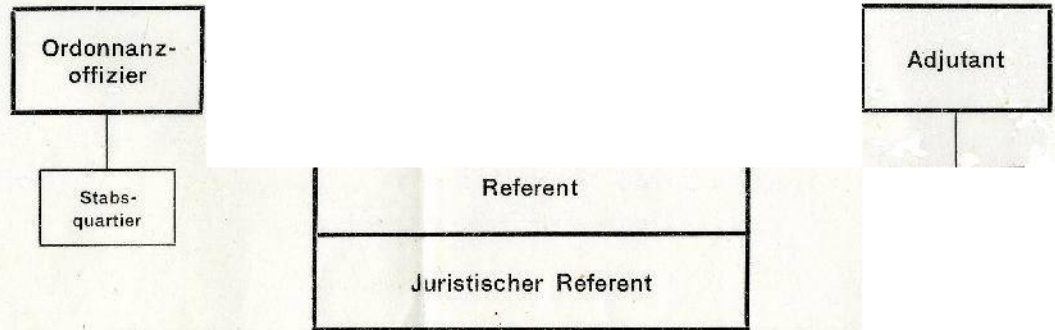 Ordonnanz-
offizier
Adjutant
Stabs-
quartier
Referent
Juristischer Referent